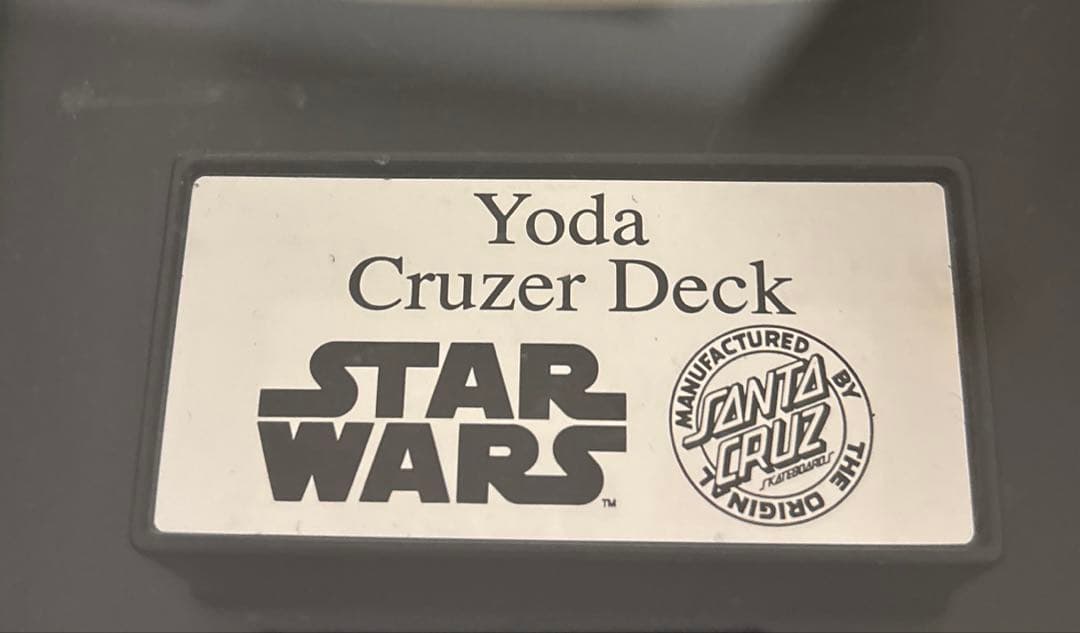 Yoda
Cruzer Deck
STAR
WARS
TM
MANUFACTURED BY THE ORIGINAL
SANTA
CRUZ
SKATEBOARDS